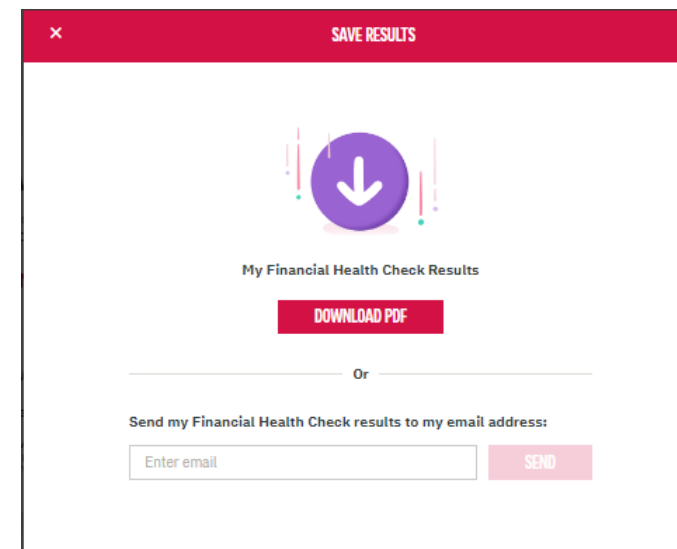 SAVE RESULTS
My Financial Health Check Results
DOWNLOAD PDF
Or
Send my Financial Health Check results to my email address:
Enter email
SEND